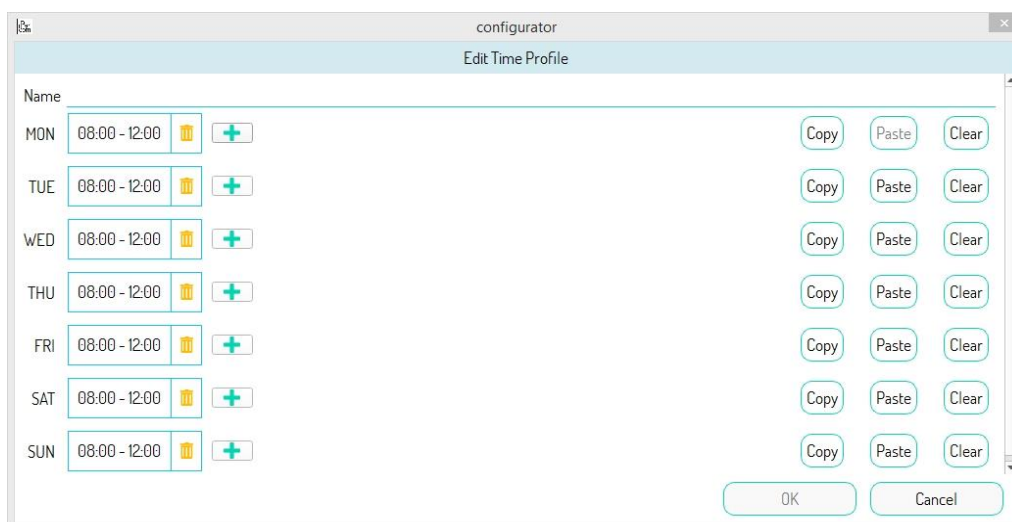 configurator
Edit Time Profile
Name
MON 08:00 - 12:00 Copy Paste Clear
TUE 08:00 - 12:00 Copy Paste Clear
WED 08:00 - 12:00 Copy Paste Clear
THU 08:00 - 12:00 Copy Paste Clear
FRI 08:00 - 12:00 Copy Paste Clear
SAT 08:00 - 12:00 Copy Paste Clear
SUN 08:00 - 12:00 Copy Paste Clear
OK Cancel